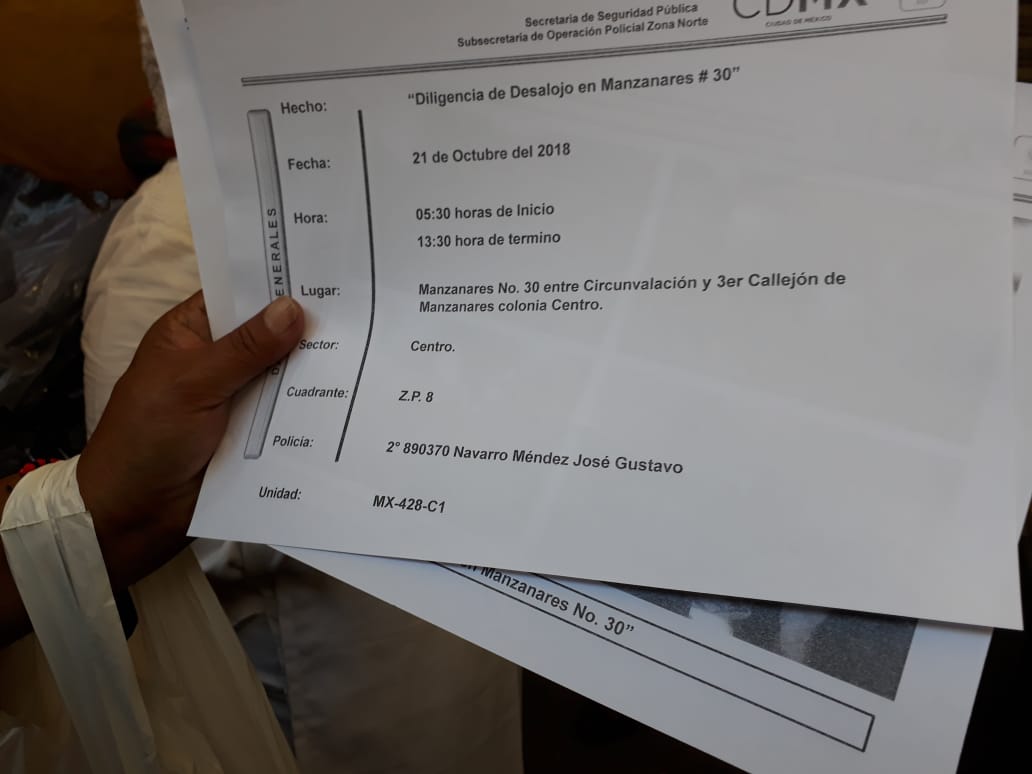 Secretaria de Seguridad Pública
Subsecretaría de Operación Policial Zona Norte
CDMX
CIUDAD DE MÉXICO
Hecho: “Diligencia de Desalojo en Manzanares # 30”
Fecha: 21 de Octubre del 2018
Hora: 05:30 horas de Inicio
13:30 hora de termino
ENERALES
Lugar: Manzanares No. 30 entre Circunvalación y 3er Callejón de
Manzanares colonia Centro.
Sector: Centro.
Cuadrante: Z.P. 8
Policía: 2° 890370 Navarro Méndez José Gustavo
Unidad: MX-428-C1
Manzanares No. 30”